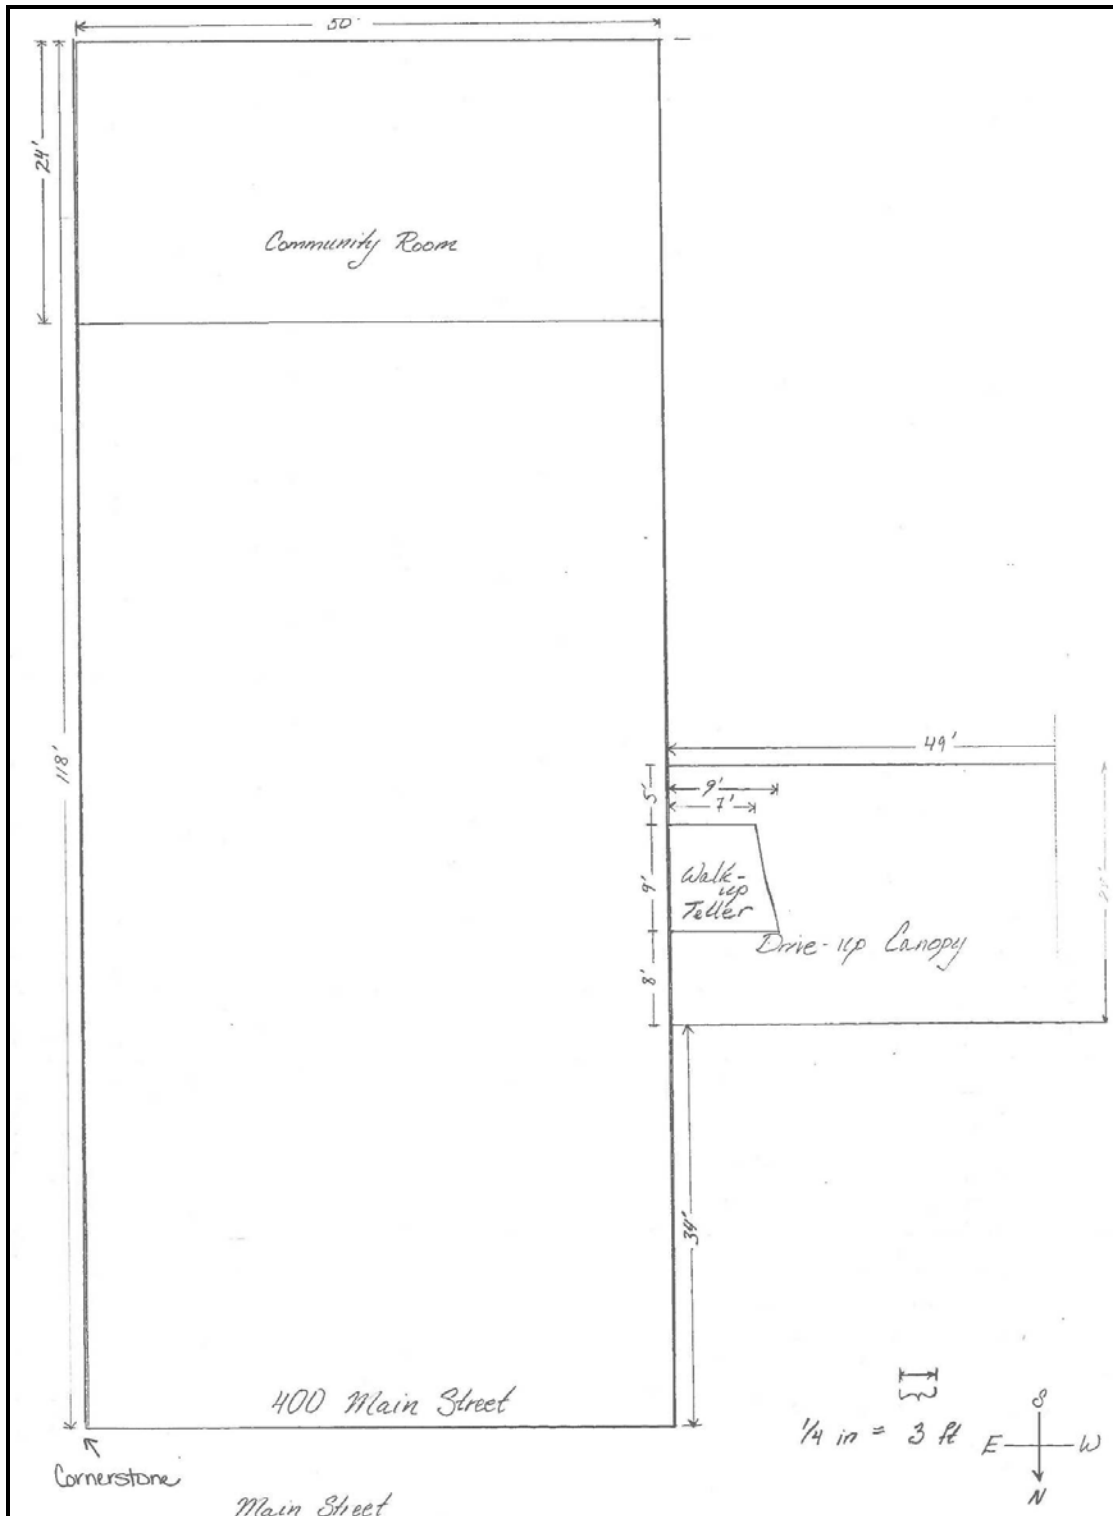 50'
24'
Community Room
118'
49'
9'
7'
5'
Walk-
up
Teller
9'
Drive-up Canopy
8'
34'
400 Main Street
1/4 in = 3 ft
S
E
W
N
Cornerstone
Main Street